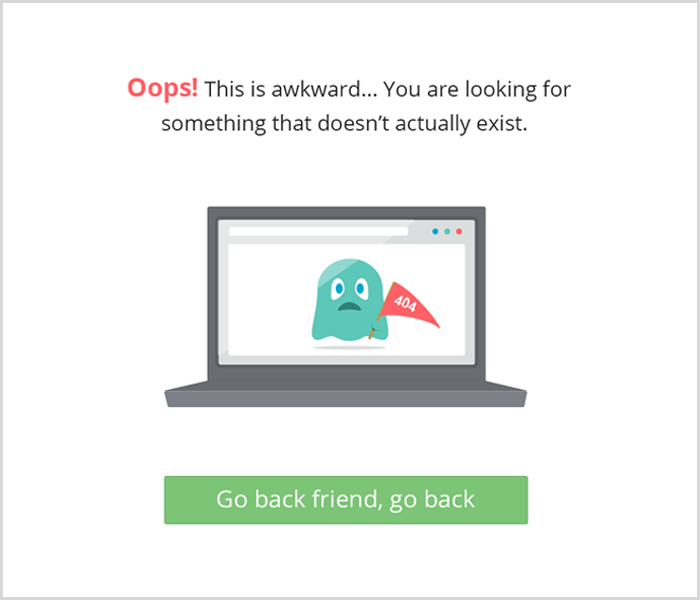 Oops! This is awkward... You are looking for
something that doesn’t actually exist.
404
Go back friend, go back